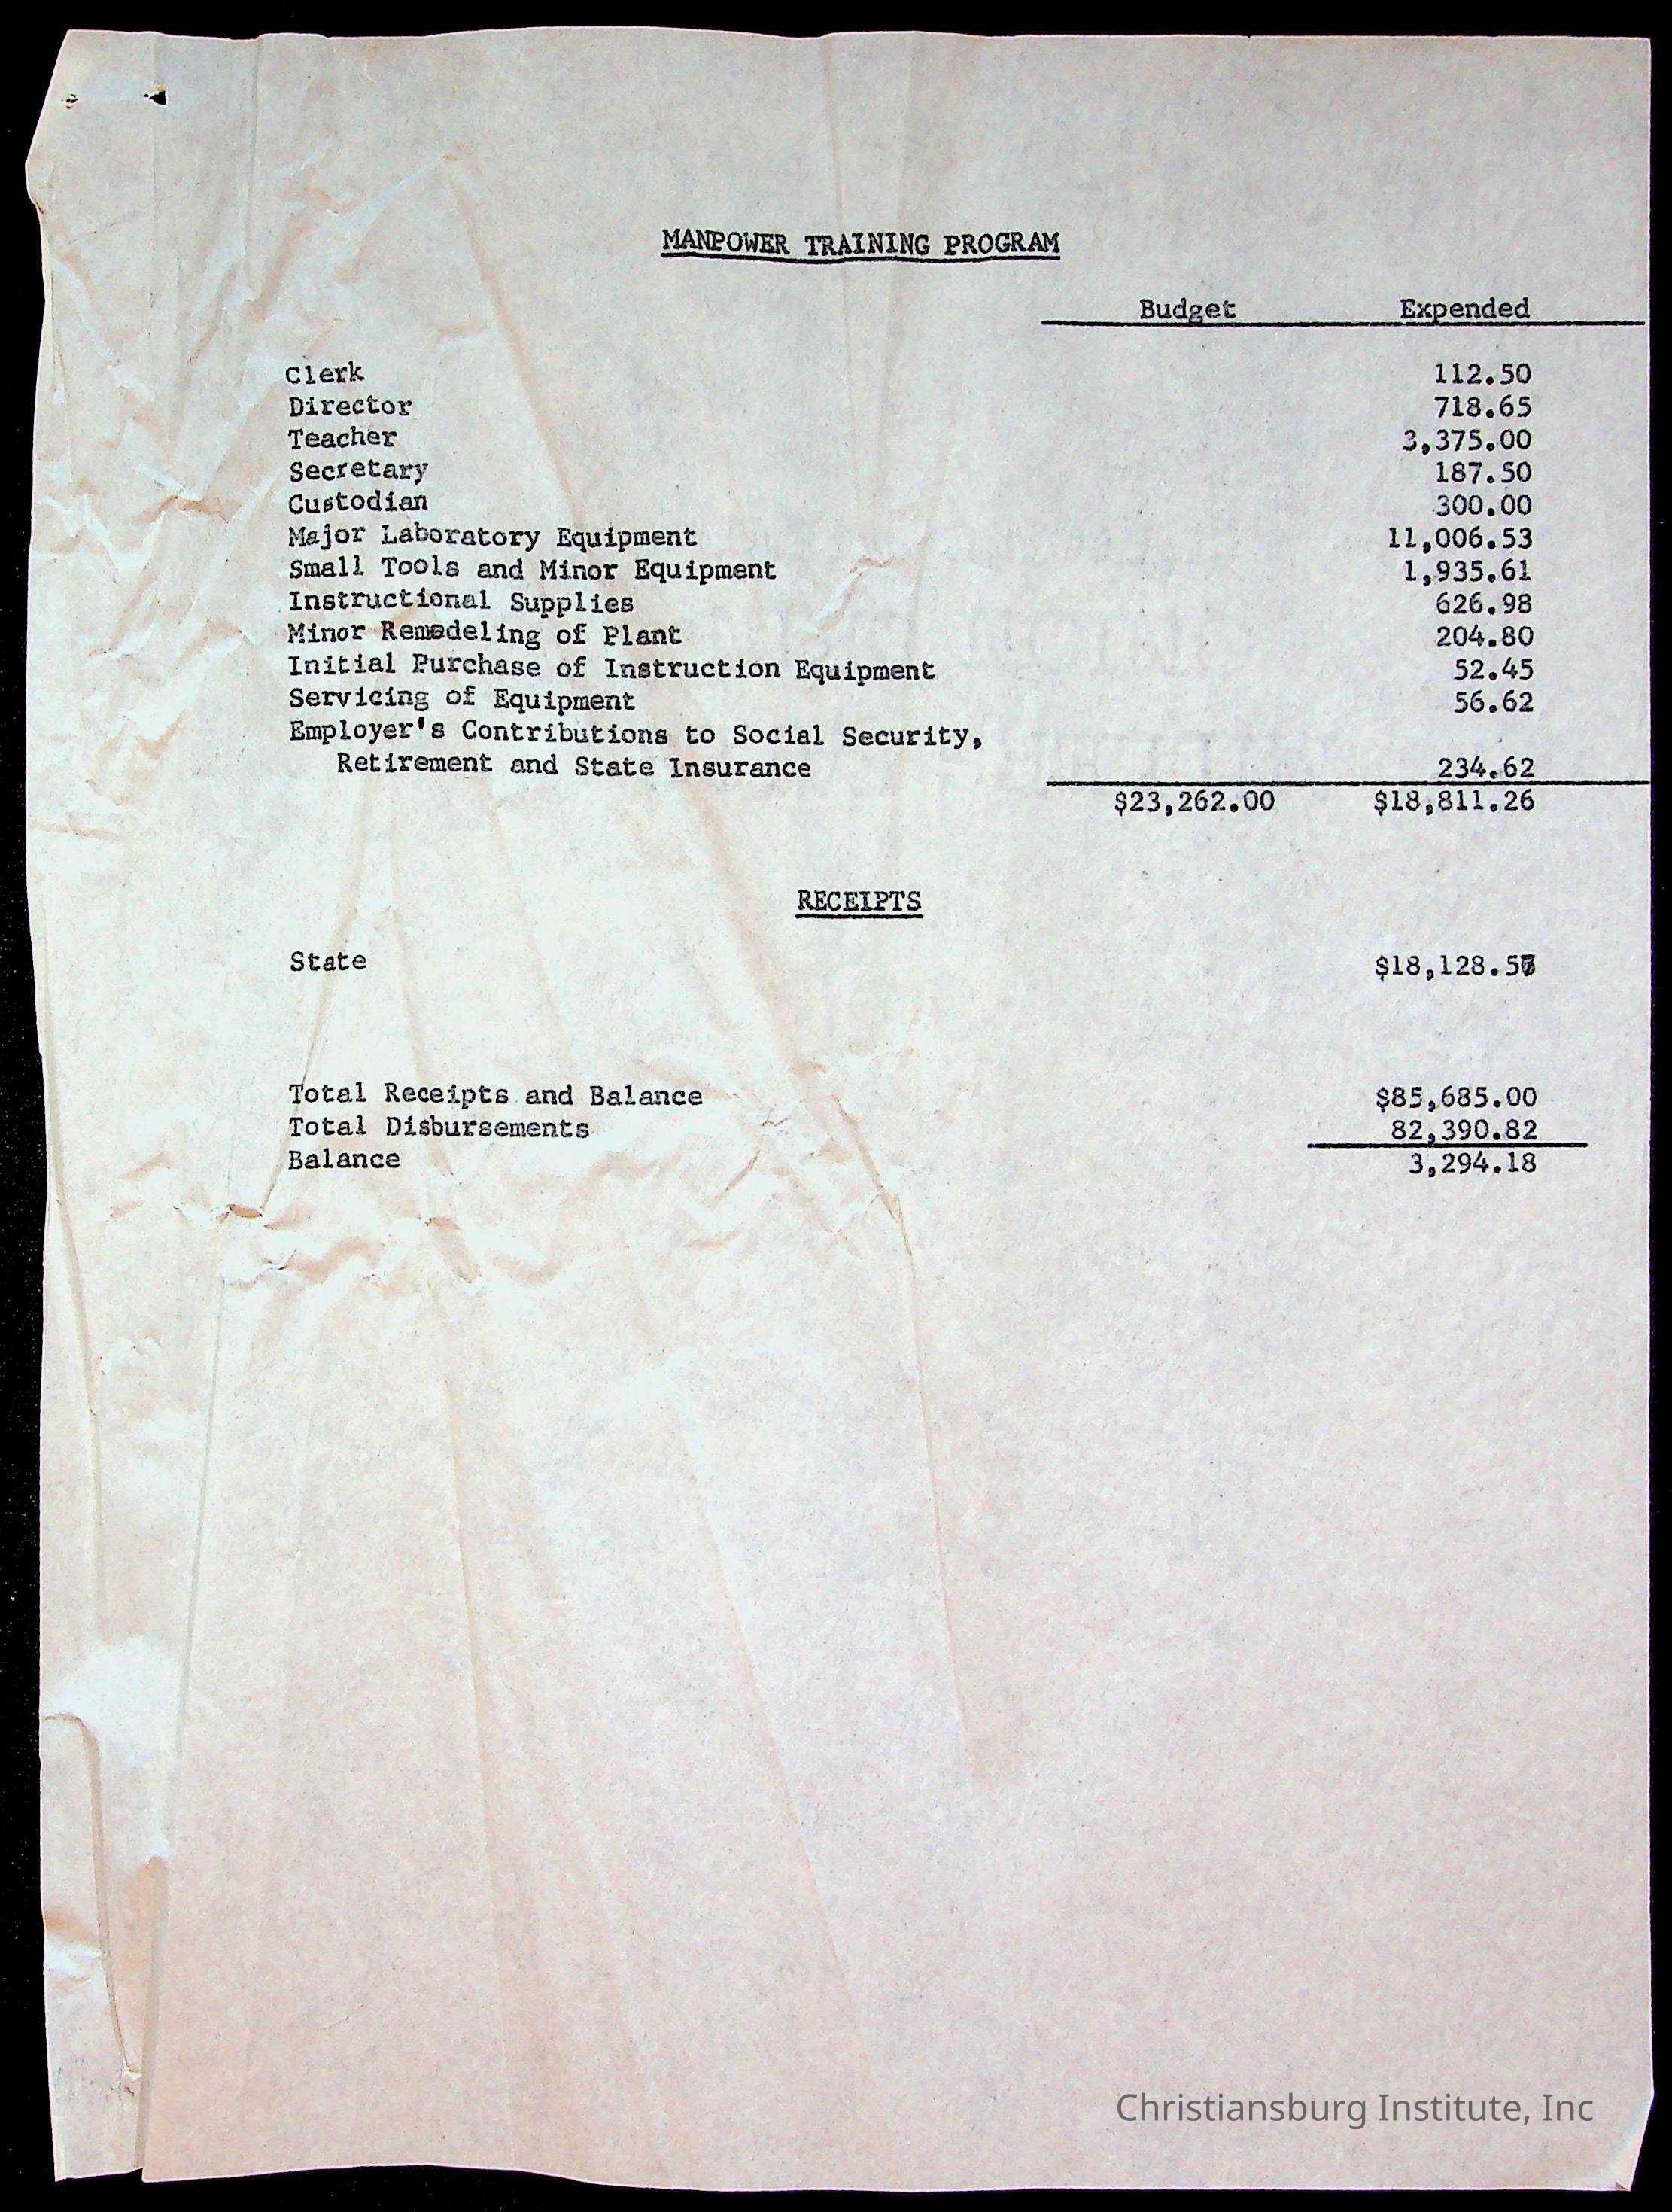 MANPOWER TRAINING PROGRAM
Budget Expended
Clerk 112.50
Director 718.65
Teacher 3,375.00
Secretary 187.50
Custodian 300.00
Major Laboratory Equipment 11,006.53
Small Tools and Minor Equipment 1,935.61
Instructional Supplies 626.98
Minor Remodeling of Plant 204.80
Initial Purchase of Instruction Equipment 52.45
Servicing of Equipment 56.62
Employer's Contributions to Social Security,
Retirement and State Insurance 234.62
$23,262.00 $18,811.26
RECEIPTS
State
Total Receipts and Balance $85,685.00
Total Disbursements 82,390.82
Balance 3,294.18
Christiansburg Institute, Inc